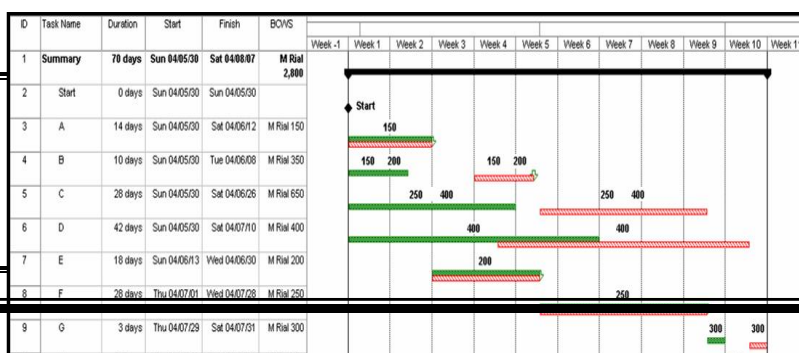 ID Task Name Duration Start Finish BCWS
Week -1 Week 1 Week 2 Week 3 Week 4 Week 5 Week 6 Week 7 Week 8 Week 9 Week 10 Week 11
1 Summary 70 days Sun 04/05/30 Sat 04/08/07 M Rial
2,800
2 Start 0 days Sun 04/05/30 Sun 04/05/30
Start
3 A 14 days Sun 04/05/30 Sat 04/06/12 M Rial 150
150
4 B 10 days Sun 04/05/30 Tue 04/06/08 M Rial 350
150 200 150 200
5 C 28 days Sun 04/05/30 Sat 04/06/26 M Rial 650
250 400 250 400
6 D 42 days Sun 04/05/30 Sat 04/07/10 M Rial 400
400 400
7 E 18 days Sun 04/06/13 Wed 04/06/30 M Rial 200
200
8 F 28 days Thu 04/07/01 Wed 04/07/28 M Rial 250
250
9 G 3 days Thu 04/07/29 Sat 04/07/31 M Rial 300
300 300